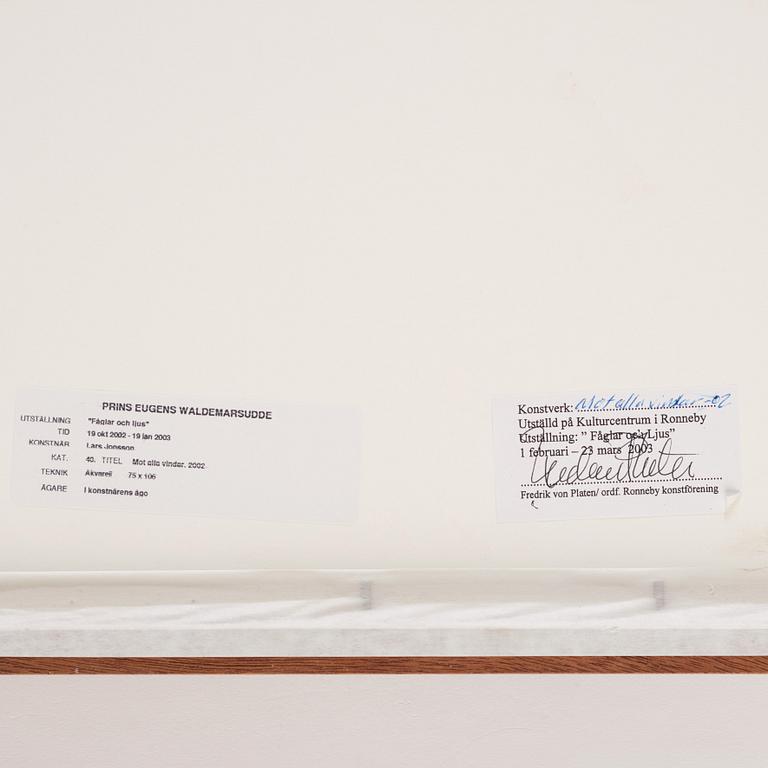 PRINS EUGENS WALDEMARSUDDE
UTSTÄLLNING "Fåglar och ljus"
TID 19 okt 2002 - 19 jan 2003
KONSTNÄR Lars Jonsson
KAT. 40. TITEL Mot alla vindar. 2002
TEKNIK Akvarell 75 x 106
ÄGARE I konstnärens ägo
Konstverk: Mot alla vindar -02
Utställd på Kulturcentrum i Ronneby
Utställning: " Fåglar och Ljus"
1 februari – 23 mars 2003
Fredrik von Platen/ ordf. Ronneby konstförening